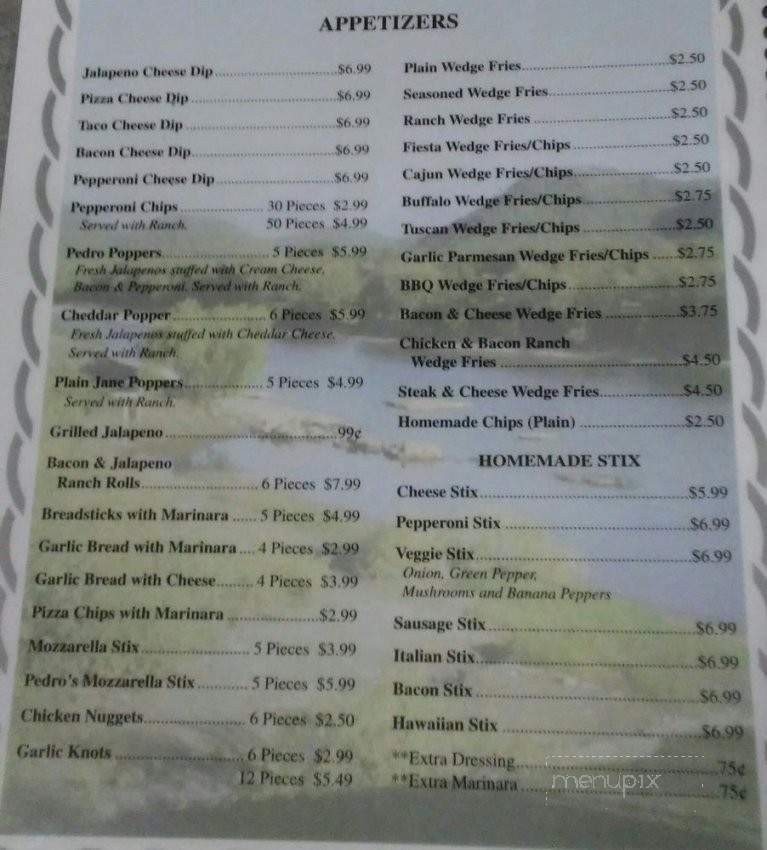 APPETIZERS
Jalapeno Cheese Dip ........ $6.99
Pizza Cheese Dip ........ $6.99
Taco Cheese Dip ........ $6.99
Bacon Cheese Dip ........ $6.99
Pepperoni Cheese Dip ........ $6.99
Pepperoni Chips ........ 30 Pieces $2.99
Served with Ranch. 50 Pieces $4.99
Pedro Poppers ........ 5 Pieces $5.99
Fresh Jalapenos stuffed with Cream Cheese,
Bacon & Pepperoni. Served with Ranch.
Cheddar Popper ........ 6 Pieces $5.99
Fresh Jalapenos stuffed with Cheddar Cheese.
Served with Ranch.
Plain Jane Poppers ........ 5 Pieces $4.99
Served with Ranch.
Grilled Jalapeno ........ .99¢
Bacon & Jalapeno
Ranch Rolls ........ 6 Pieces $7.99
Breadsticks with Marinara ...... 5 Pieces $4.99
Garlic Bread with Marinara .... 4 Pieces $2.99
Garlic Bread with Cheese ........ 4 Pieces $3.99
Pizza Chips with Marinara ........ $2.99
Mozzarella Stix ........ 5 Pieces $3.99
Pedro's Mozzarella Stix ........ 5 Pieces $5.99
Chicken Nuggets ........ 6 Pieces $2.50
Garlic Knots ........ 6 Pieces $2.99
12 Pieces $5.49
Plain Wedge Fries ........ $2.50
Seasoned Wedge Fries ........ $2.50
Ranch Wedge Fries ........ $2.50
Fiesta Wedge Fries/Chips ........ $2.50
Cajun Wedge Fries/Chips ........ $2.50
Buffalo Wedge Fries/Chips ........ $2.75
Tuscan Wedge Fries/Chips ........ $2.50
Garlic Parmesan Wedge Fries/Chips ...... $2.75
BBQ Wedge Fries/Chips ........ $2.75
Bacon & Cheese Wedge Fries ........ $3.75
Chicken & Bacon Ranch
Wedge Fries ........ $4.50
Steak & Cheese Wedge Fries ........ $4.50
Homemade Chips (Plain) ........ $2.50
HOMEMADE STIX
Cheese Stix ........ $5.99
Pepperoni Stix ........ $6.99
Veggie Stix ........ $6.99
Onion, Green Pepper,
Mushrooms and Banana Peppers
Sausage Stix ........ $6.99
Italian Stix ........ $6.99
Bacon Stix ........ $6.99
Hawaiian Stix ........ $6.99
**Extra Dressing ........ .75¢
**Extra Marinara ........ .75¢
menupix